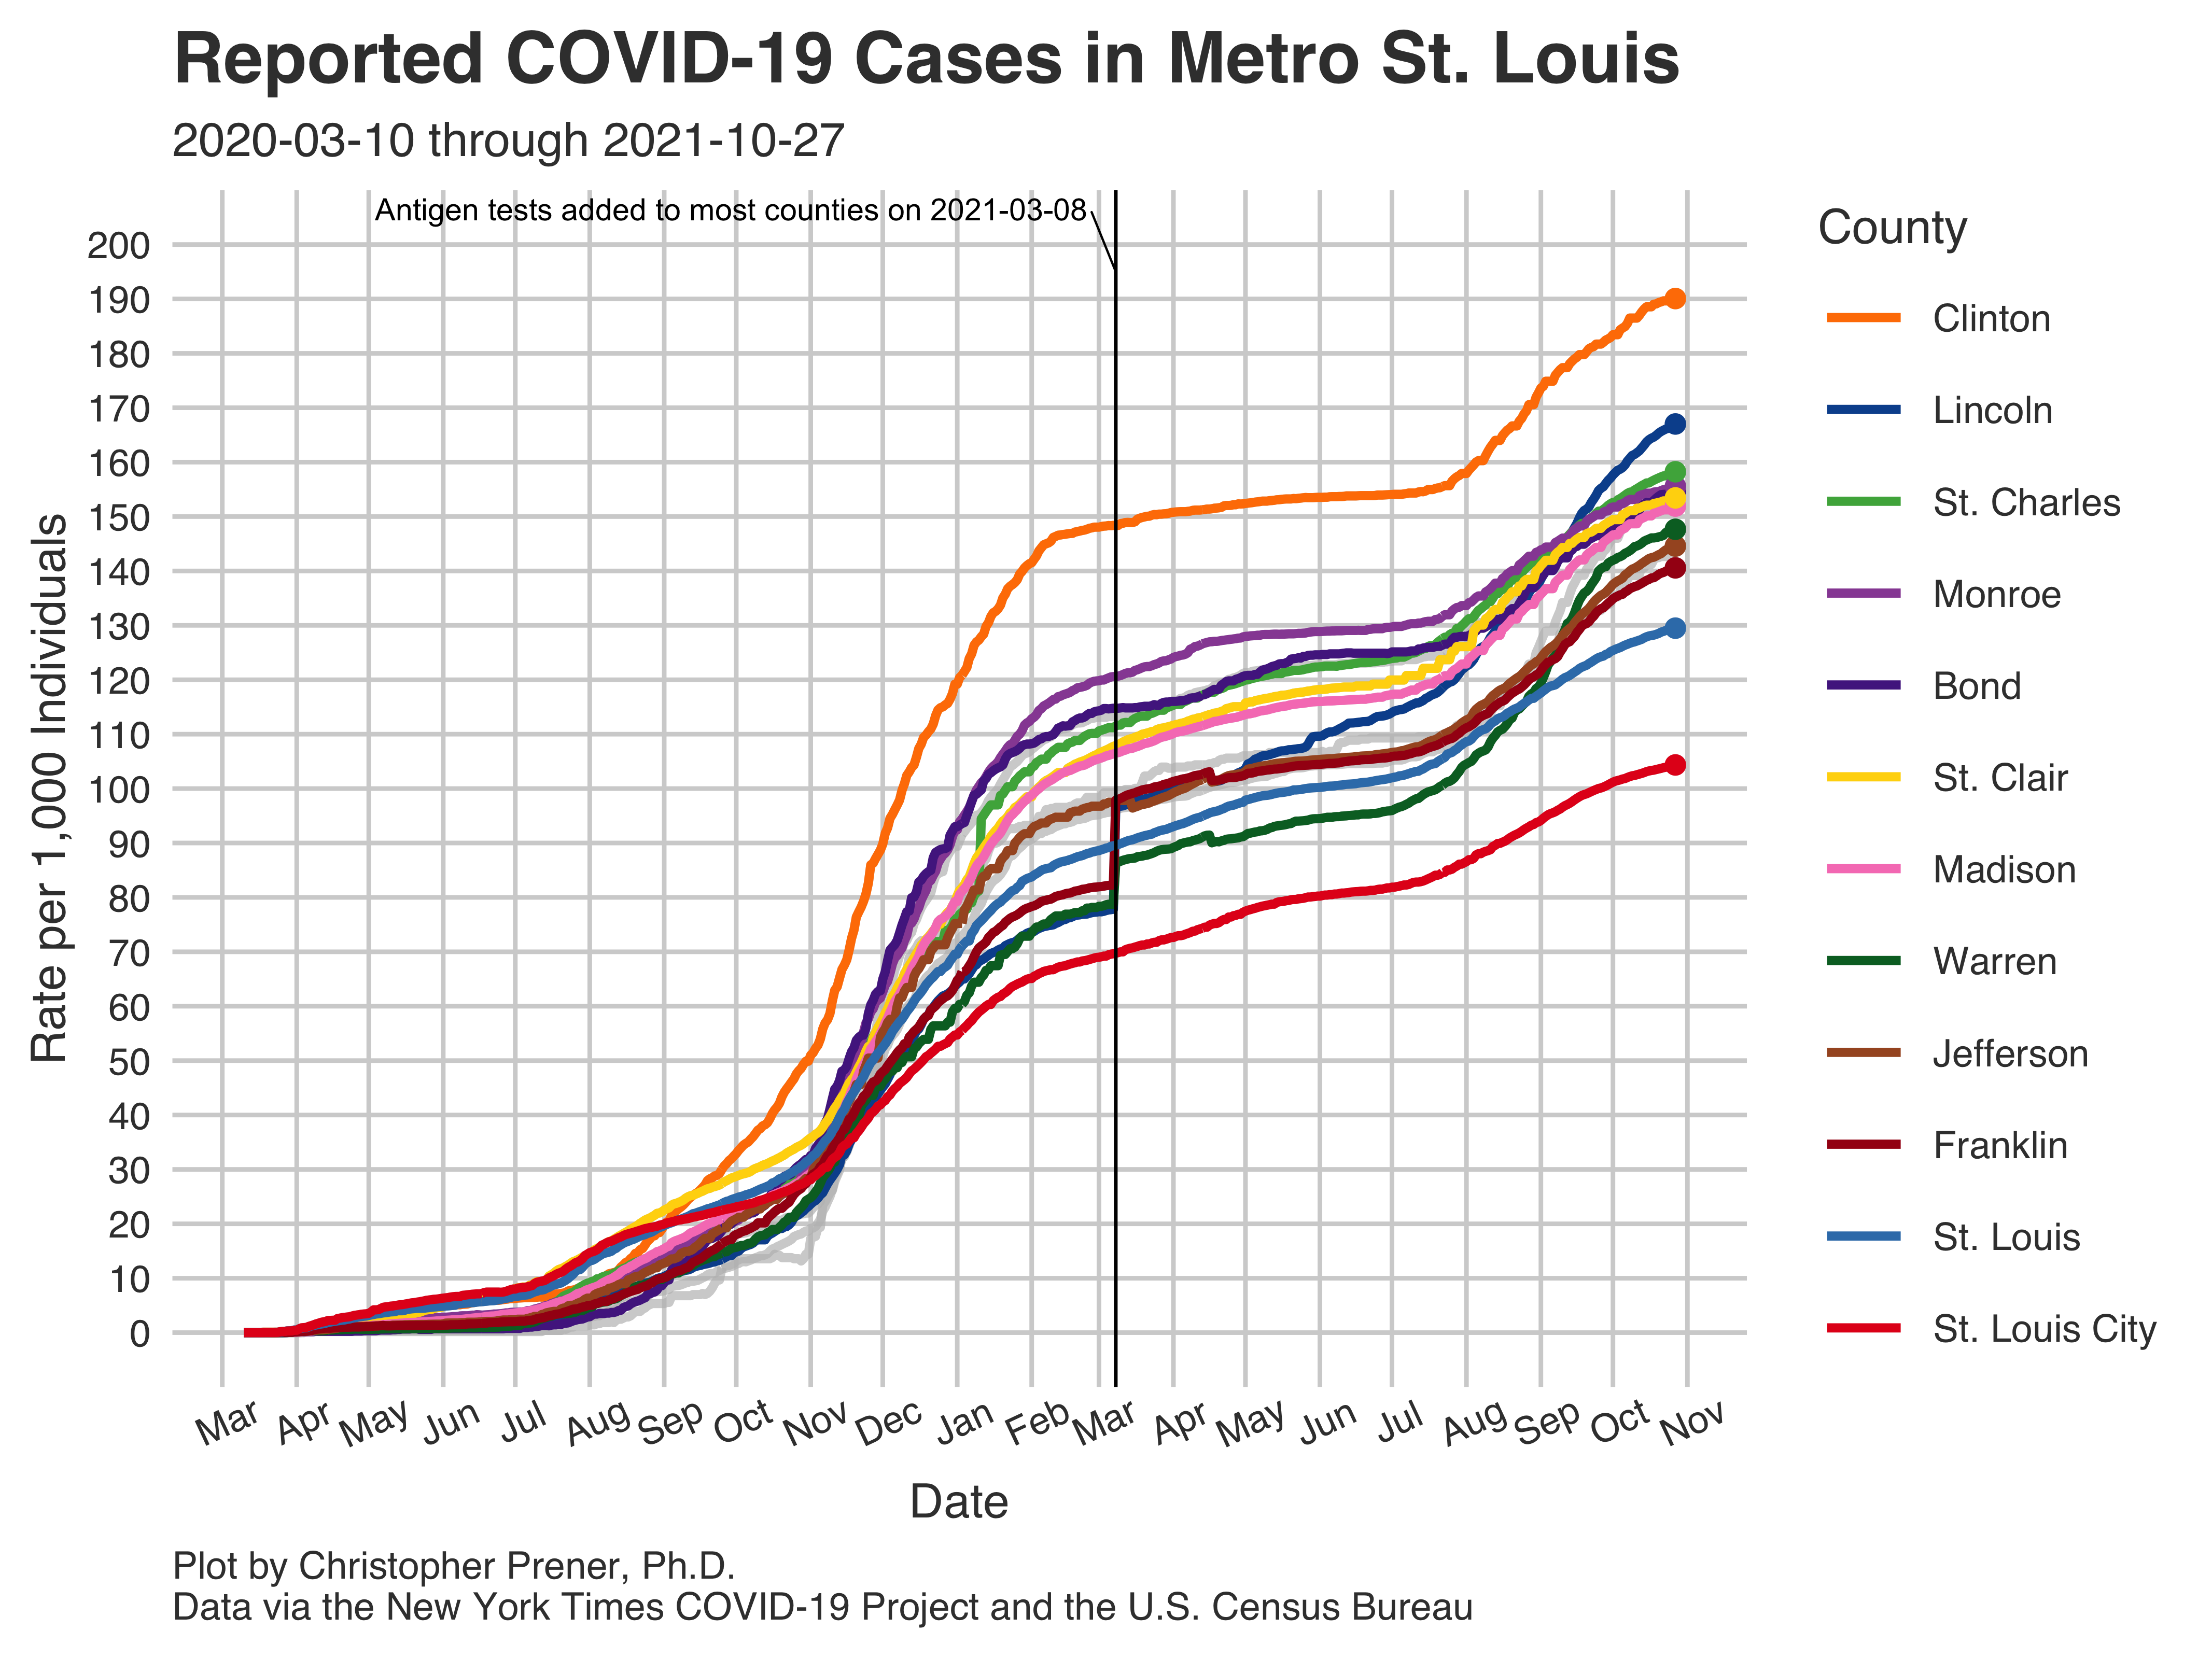 Reported COVID-19 Cases in Metro St. Louis
2020-03-10 through 2021-10-27
Antigen tests added to most counties on 2021-03-08
200
190
180
170
160
150
140
130
120
110
100
90
80
70
60
50
40
30
20
10
0
Rate per 1,000 Individuals
Mar Apr May Jun Jul Aug Sep Oct Nov Dec Jan Feb Mar Apr May Jun Jul Aug Sep Oct Nov
Date
County
Clinton
Lincoln
St. Charles
Monroe
Bond
St. Clair
Madison
Warren
Jefferson
Franklin
St. Louis
St. Louis City
Plot by Christopher Prener, Ph.D.
Data via the New York Times COVID-19 Project and the U.S. Census Bureau